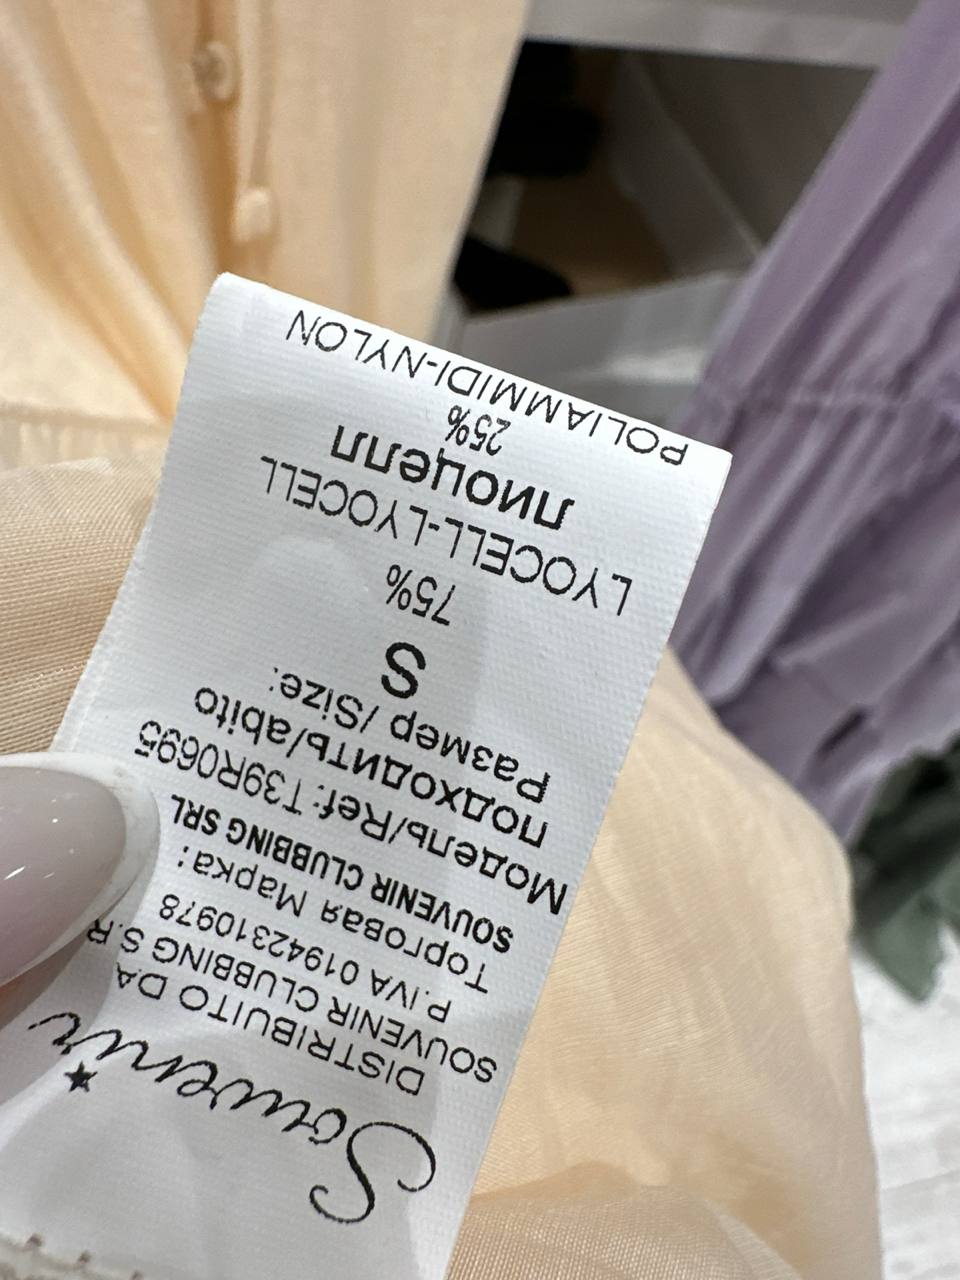 Souvenir
DISTRIBUITO DA
SOUVENIR CLUBBING S.R
P.IVA 01942310978
Торговая Марка:
SOUVENIR CLUBBING SRL
Модель/Ref: T39R0695
подходить/abito
Размер /Size:
S
75%
LYOCELL-LYOCELL
лиоцелл
25%
POLIAMMIDI-NYLON